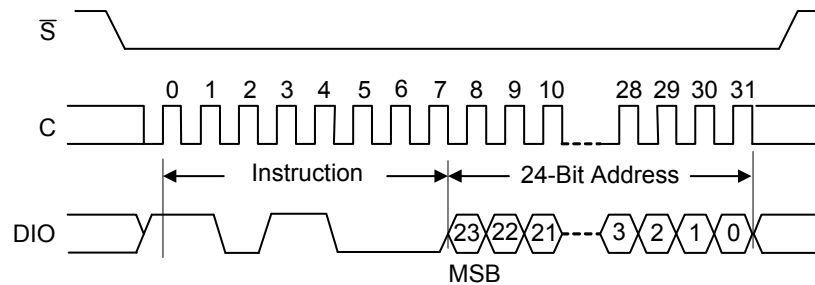 S
0 1 2 3 4 5 6 7 8 9 10 28 29 30 31
C
Instruction 24-Bit Address
DIO 23 22 21 3 2 1 0
MSB